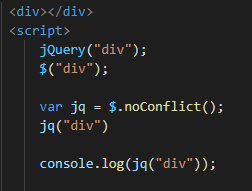 <div></div>
<script>
jQuery("div");
$("div");
var jq = $.noConflict();
jq("div")
console.log(jq("div"));